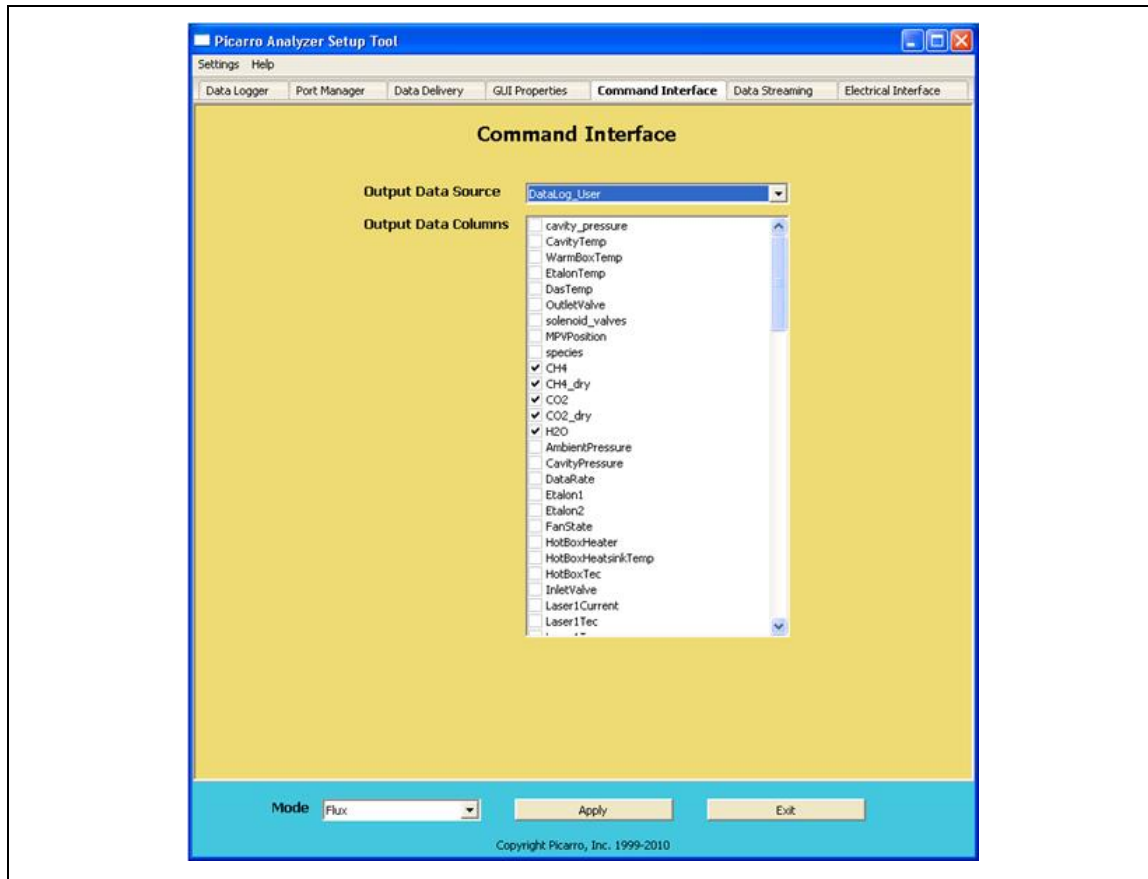 Picarro Analyzer Setup Tool
Settings Help
Data Logger Port Manager Data Delivery GUI Properties Command Interface Data Streaming Electrical Interface
Command Interface
Output Data Source DataLog_User
Output Data Columns
cavity_pressure
CavityTemp
WarmBoxTemp
EtalonTemp
DasTemp
OutletValve
solenoid_valves
MPVPosition
species
CH4
CH4_dry
CO2
CO2_dry
H2O
AmbientPressure
CavityPressure
DataRate
Etalon1
Etalon2
FanState
HotBoxHeater
HotBoxHeatsinkTemp
HotBoxTec
InletValve
Laser1Current
Laser1Tec
Mode Flux Apply Exit
Copyright Picarro, Inc. 1999-2010